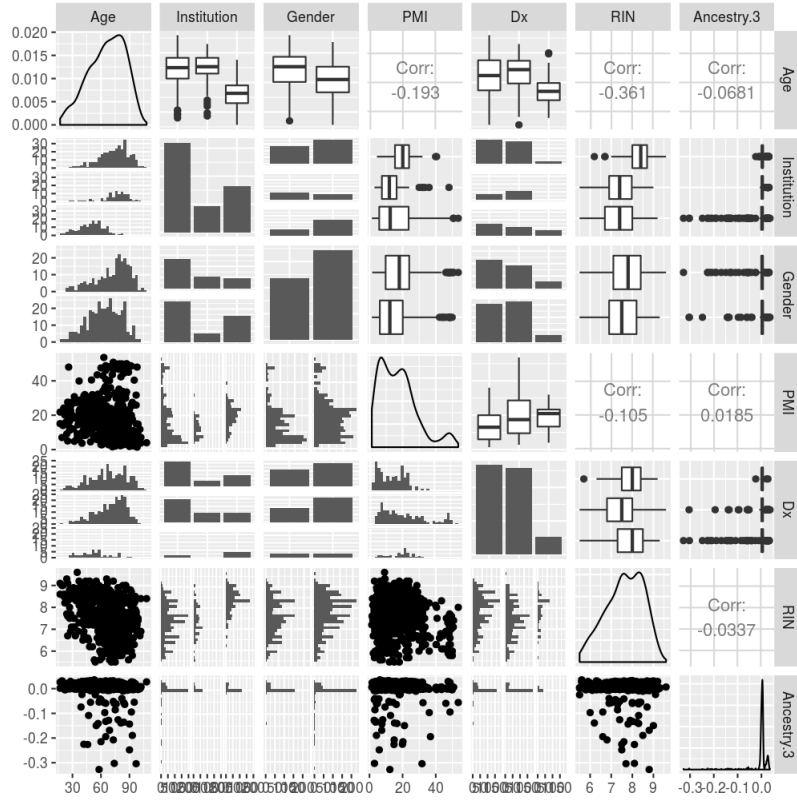 Age Institution Gender PMI Dx RIN Ancestry.3
0.020
0.015
0.010
0.005
0.000
Corr:
-0.193
Corr:
-0.361
Corr:
-0.0681
Age
Institution
20
10
0
Gender
20
10
0
40
20
0
Corr:
-0.105
Corr:
0.0185
PMI
Dx
9
8
7
6
Corr:
-0.0337
RIN
0.0
-0.1
-0.2
-0.3
Ancestry.3
30 60 90
0 20 40
6 7 8 9
-0.3 -0.2 -0.1 0.0